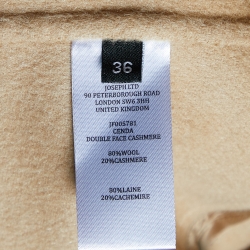 36
JOSEPH LTD
90 PETERBOROUGH ROAD
LONDON SW6 3HH
UNITED KINGDOM
JF005781
CENDA
DOUBLE FACE CASHMERE
80%WOOL
20%CASHMERE
80%LAINE
20%CACHEMIRE